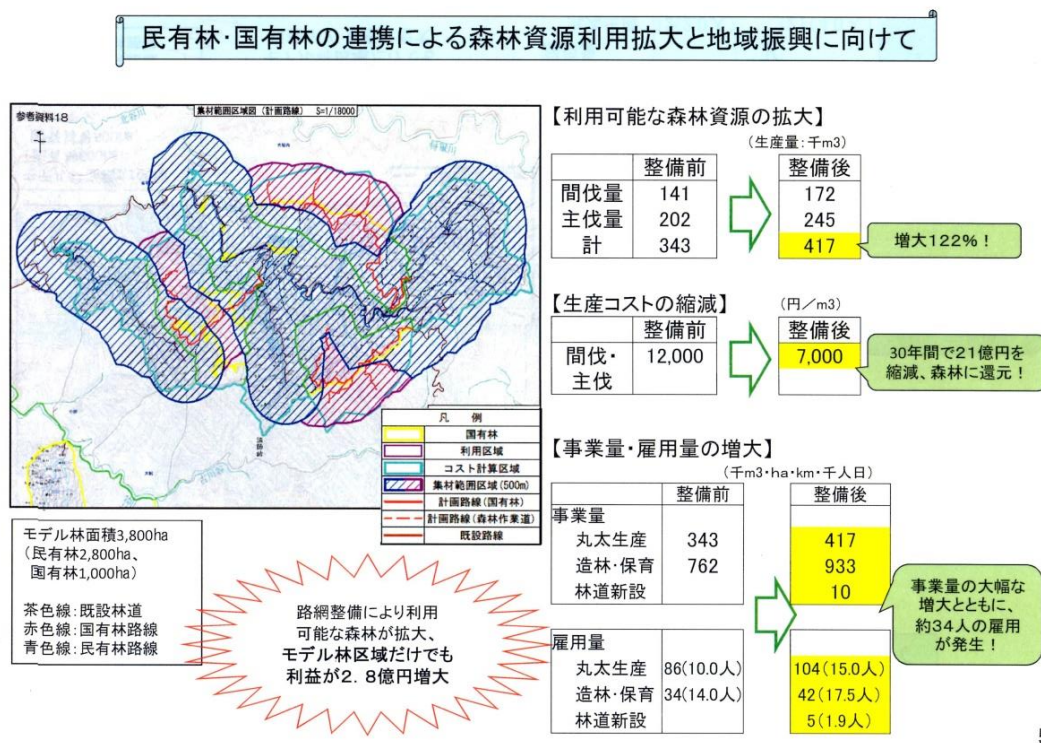 民有林・国有林の連携による森林資源利用拡大と地域振興に向けて
参考資料18
集材範囲区域図（計画路線） S=1/18000
凡 例
国有林
利用区域
コスト計算区域
集材範囲区域(500m)
計画路線(国有林)
計画路線(森林作業道)
既設路線
モデル林面積3,800ha
（民有林2,800ha、
国有林1,000ha）
茶色線：既設林道
赤色線：国有林路線
青色線：民有林路線
路網整備により利用
可能な森林が拡大、
モデル林区域だけでも
利益が２．８億円増大
【利用可能な森林資源の拡大】
（生産量：千m3）
整備前 整備後
間伐量 141 172
主伐量 202 245
計 343 417
増大122%！
【生産コストの縮減】
（円／m3）
整備前 整備後
間伐・ 12,000 7,000
主伐
30年間で21億円を
縮減、森林に還元！
【事業量・雇用量の増大】
（千m3・ha・km・千人日）
整備前 整備後
事業量
丸太生産 343 417
造林・保育 762 933
林道新設 10
事業量の大幅な
増大とともに、
約34人の雇用
が発生！
雇用量
丸太生産 86(10.0人) 104(15.0人)
造林・保育 34(14.0人) 42(17.5人)
林道新設 5(1.9人)